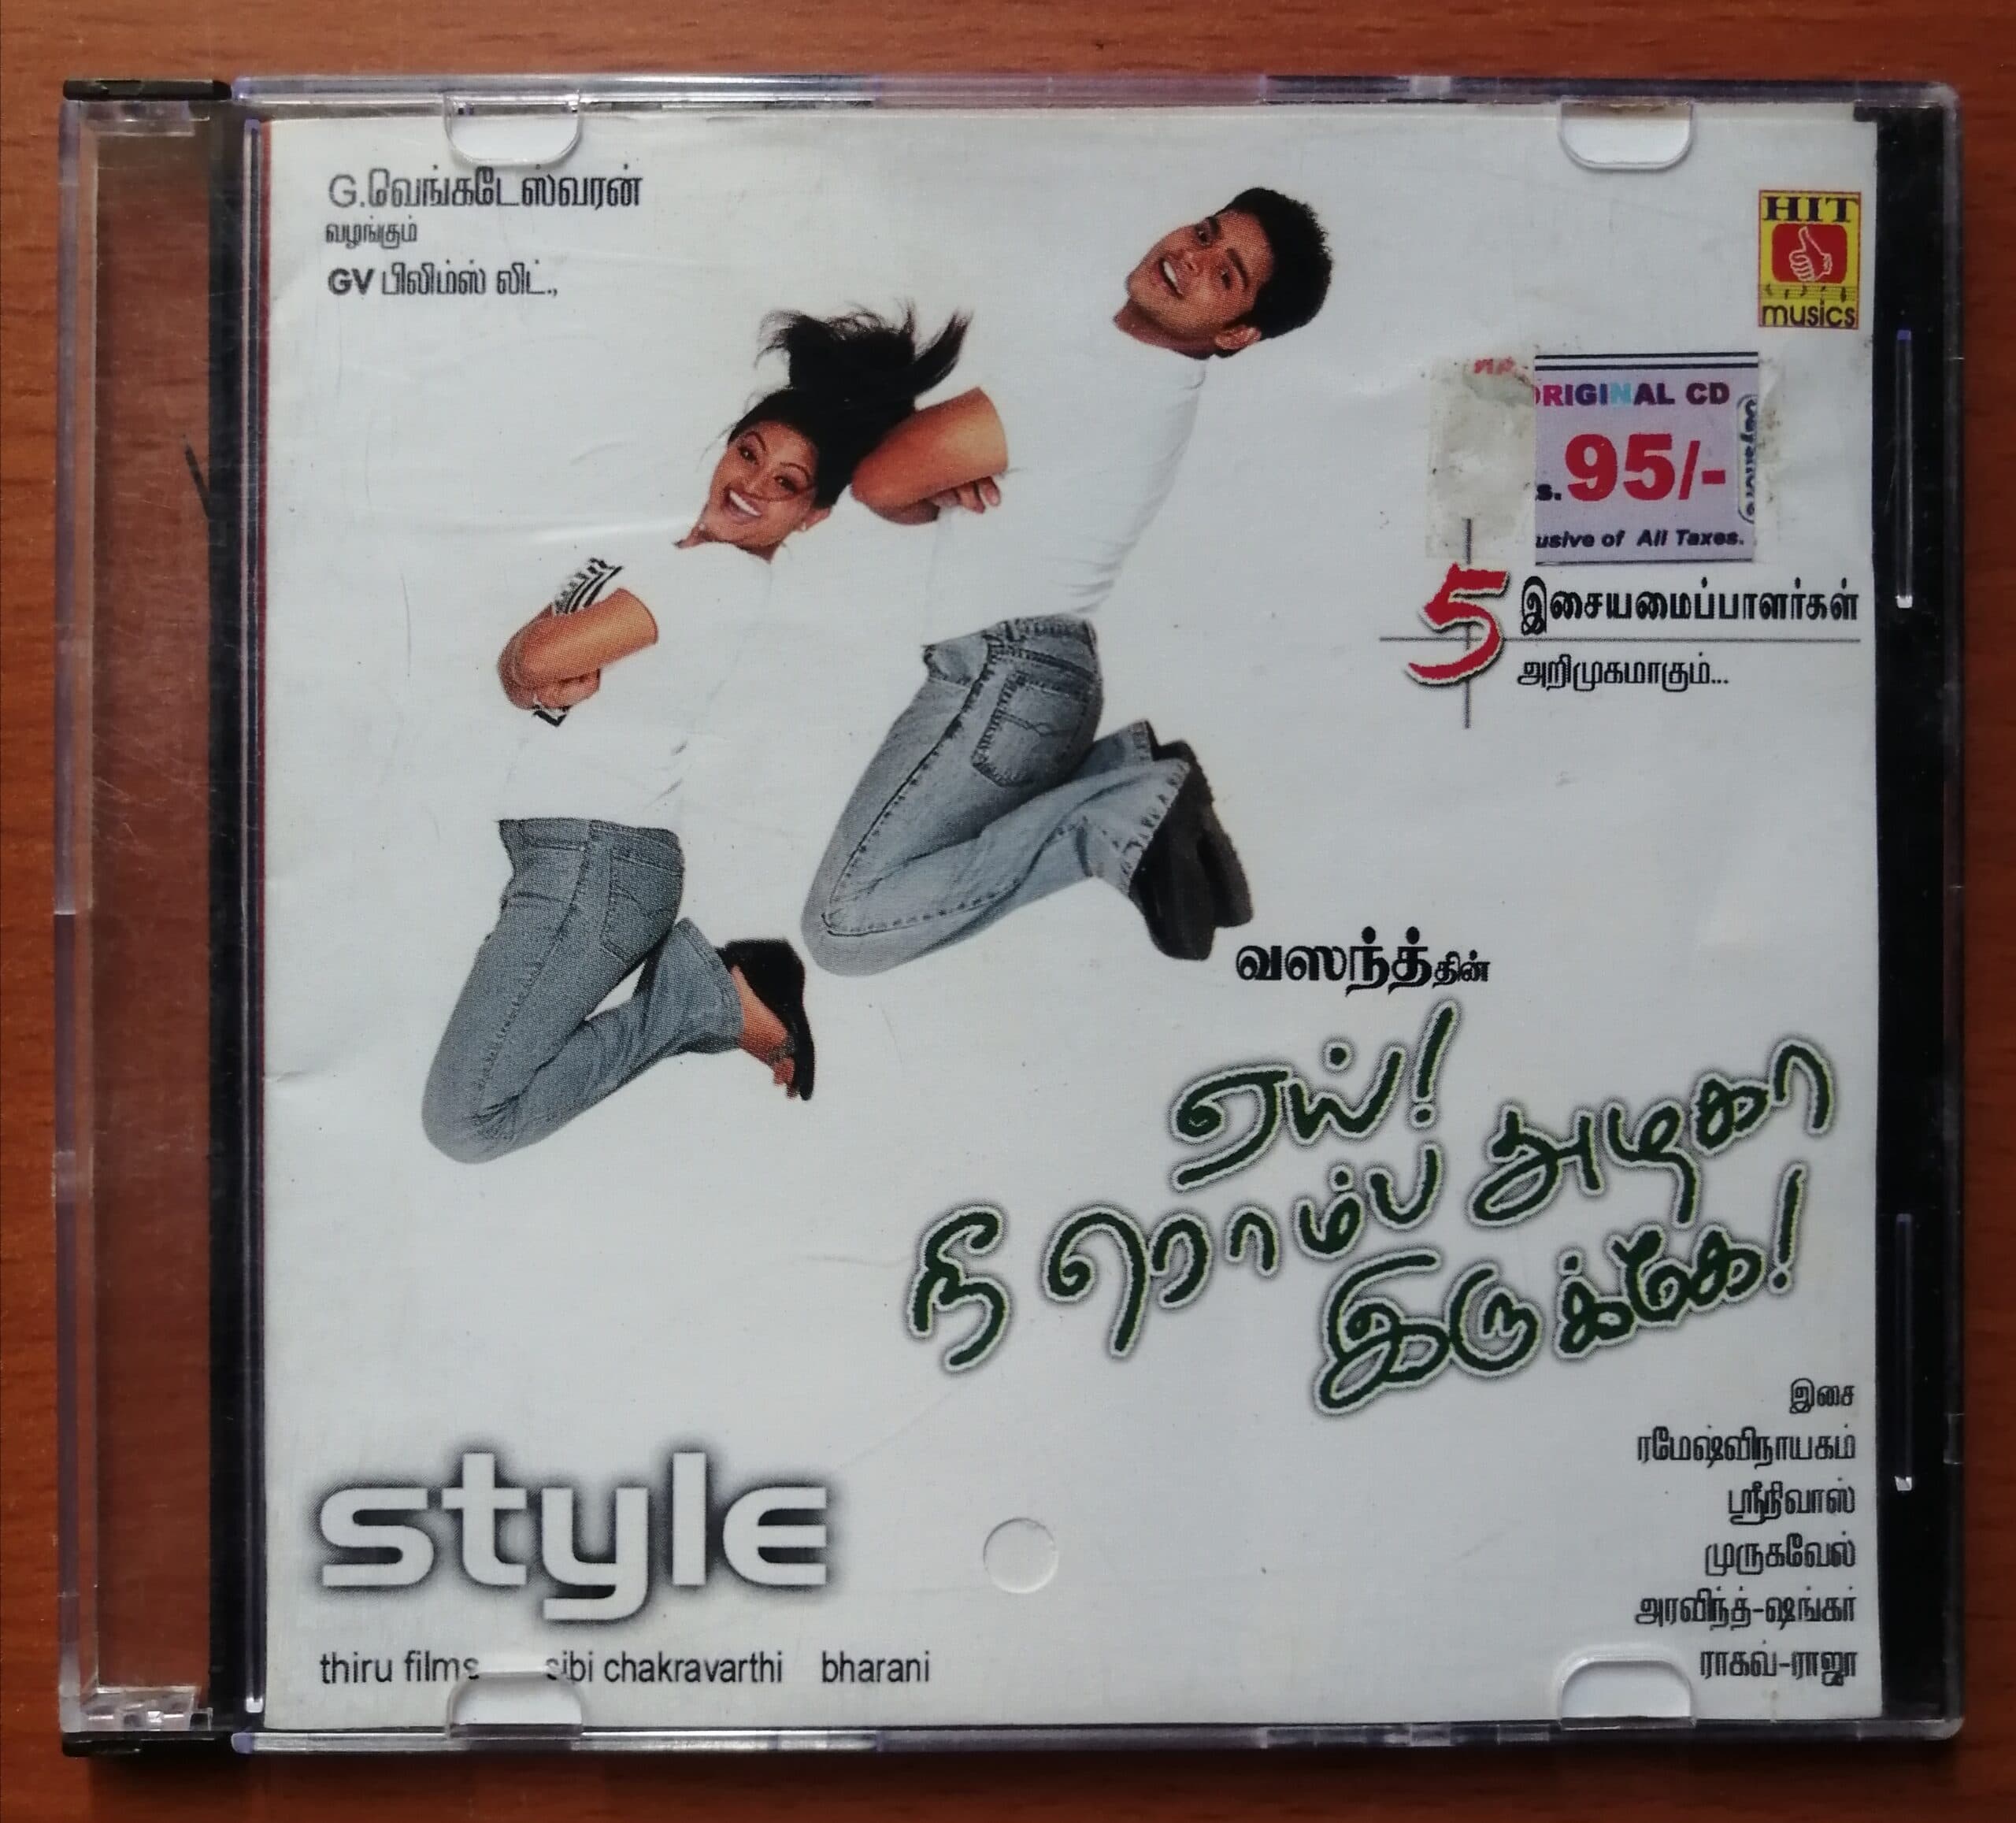 G.வெங்கடேஸ்வரன்
வழங்கும்
GV பிலிம்ஸ் லிட்.,
HIT
musics
ORIGINAL CD
s. 95/-
usive of All Taxes.
5 இசையமைப்பாளர்கள்
அறிமுகமாகும்...
வஸந்த்தின்
ஏய்!
நீ ரொம்ப அழகா
இருக்கே!
இசை
ரமேஷ்விநாயகம்
ஸ்ரீநிவாஸ்
முருகவேல்
அரவிந்த்-ஷங்கர்
ராகவ்-ராஜா
style
thiru films sibi chakravarthi bharani